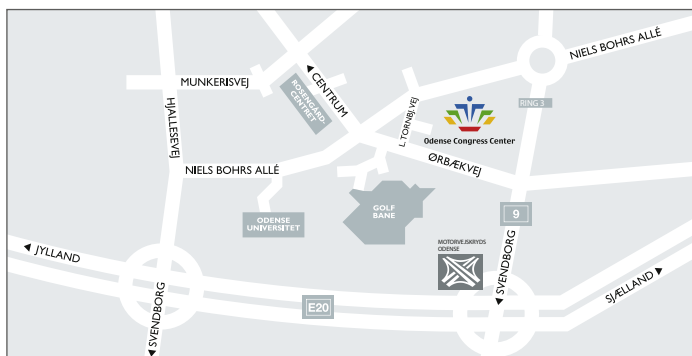 NIELS BOHRS ALLÉ
MUNKERISVEJ
◄ CENTRUM
ROSENGÅRD-
CENTRET
RING 3
HJALLESEVEJ
L. TORNBJ.VEJ
Odense Congress Center
ØRBÆKVEJ
NIELS BOHRS ALLÉ
ODENSE
UNIVERSITET
GOLF
BANE
9
◄ JYLLAND
MOTORVEJSKRYDS
ODENSE
◄ SVENDBORG
SJÆLLAND ►
E20
◄ SVENDBORG